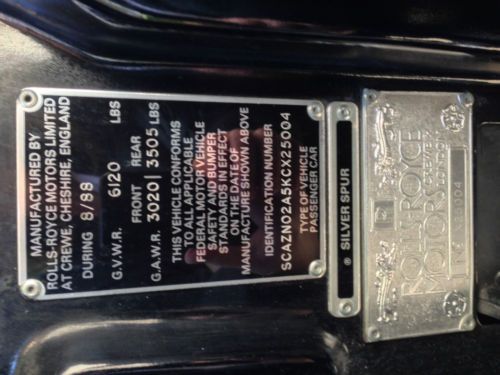 MANUFACTURED BY
ROLLS-ROYCE MOTORS LIMITED
AT CREWE, CHESHIRE, ENGLAND
DURING 8/88
G.V.W.R. 6120 LBS
FRONT REAR
G.A.W.R. 3020 3505 LBS
THIS VEHICLE CONFORMS
TO ALL APPLICABLE
FEDERAL MOTOR VEHICLE
SAFETY AND BUMPER
STANDARDS IN EFFECT
ON THE DATE OF
MANUFACTURE SHOWN ABOVE
IDENTIFICATION NUMBER
SCAZN02A5KCX25004
TYPE OF VEHICLE
PASSENGER CAR
® SILVER SPUR
ROLLS-ROYCE
MOTORS CREWE &
LONDON